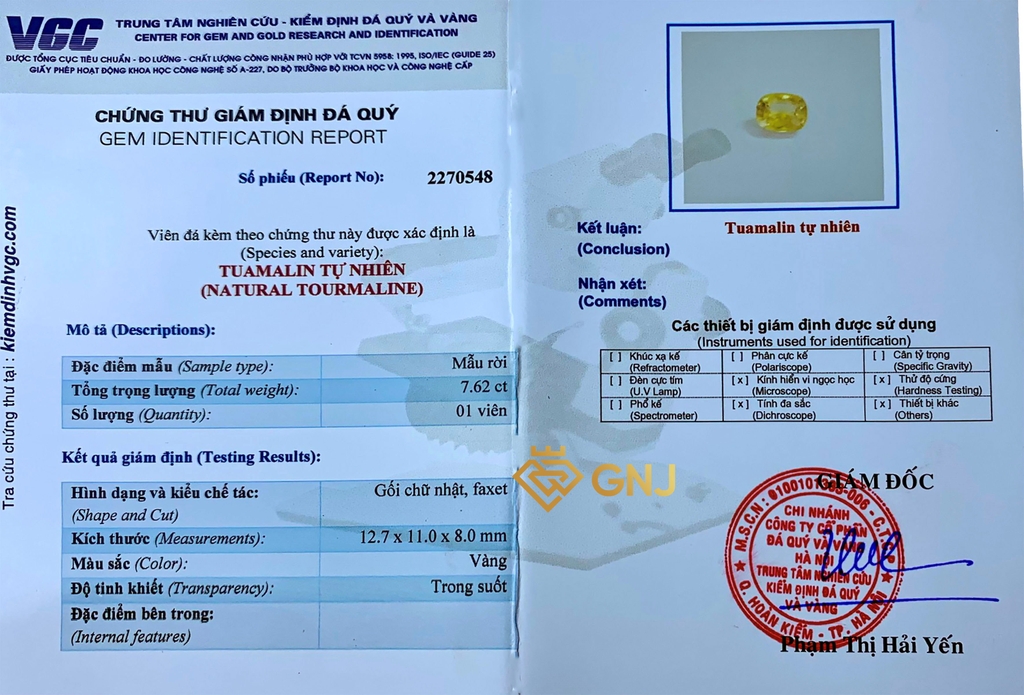 VGC
TRUNG TÂM NGHIÊN CỨU - KIỂM ĐỊNH ĐÁ QUÝ VÀ VÀNG
CENTER FOR GEM AND GOLD RESEARCH AND IDENTIFICATION
ĐƯỢC TỔNG CỤC TIÊU CHUẨN - ĐO LƯỜNG - CHẤT LƯỢNG CÔNG NHẬN PHÙ HỢP VỚI TCVN 5958: 1995, ISO/IEC (GUIDE 25)
GIẤY PHÉP HOẠT ĐỘNG KHOA HỌC CÔNG NGHỆ SỐ A-227, DO BỘ TRƯỞNG BỘ KHOA HỌC VÀ CÔNG NGHỆ CẤP
CHỨNG THƯ GIÁM ĐỊNH ĐÁ QUÝ
GEM IDENTIFICATION REPORT
Số phiếu (Report No): 2270548
Viên đá kèm theo chứng thư này được xác định là
(Species and variety):
TUAMALIN TỰ NHIÊN
(NATURAL TOURMALINE)
Mô tả (Descriptions):
Đặc điểm mẫu (Sample type): Mẫu rời
Tổng trọng lượng (Total weight): 7.62 ct
Số lượng (Quantity): 01 viên
Kết quả giám định (Testing Results):
Hình dạng và kiểu chế tác: Gối chữ nhật, faxet
(Shape and Cut)
Kích thước (Measurements): 12.7 x 11.0 x 8.0 mm
Màu sắc (Color): Vàng
Độ tinh khiết (Transparency): Trong suốt
Đặc điểm bên trong:
(Internal features)
Tra cứu chứng thư tại : kiemdinhvgc.com
Kết luận: Tuamalin tự nhiên
(Conclusion)
Nhận xét:
(Comments)
Các thiết bị giám định được sử dụng
(Instruments used for identification)
[ ] Khúc xạ kế [ ] Phân cực kế [ ] Cân tỷ trọng
(Refractometer) (Polariscope) (Specific Gravity)
[ ] Đèn cực tím [x] Kính hiển vi ngọc học [x] Thử độ cứng
(U.V Lamp) (Microscope) (Hardness Testing)
[ ] Phổ kế [x] Tính đa sắc [x] Thiết bị khác
(Spectrometer) (Dichroscope) (Others)
GNJ
GIÁM ĐỐC
M.S.C.N: 006 - C.T
CHI NHÁNH
CÔNG TY CỔ PHẦN
ĐÁ QUÝ VÀ VÀNG
HÀ NỘI
TRUNG TÂM NGHIÊN CỨU
KIỂM ĐỊNH ĐÁ QUÝ
VÀ VÀNG
Q. HOÀN KIẾM - TP. HÀ NỘI
Phạm Thị Hải Yến